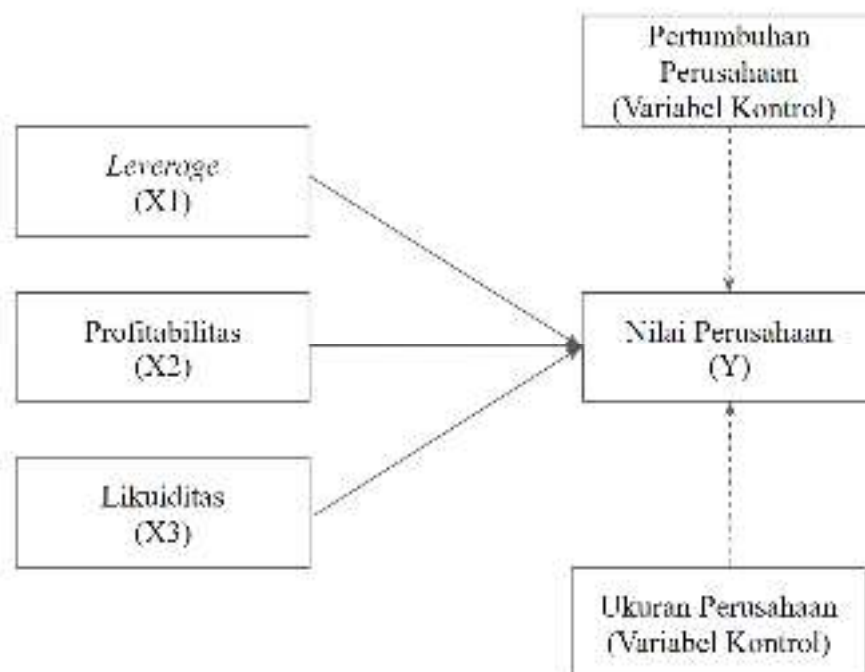 Pertumbuhan
Perusahaan
(Variabel Kontrol)
Leverage
(X1)
Profitabilitas
(X2)
Nilai Perusahaan
(Y)
Likuiditas
(X3)
Ukuran Perusahaan
(Variabel Kontrol)